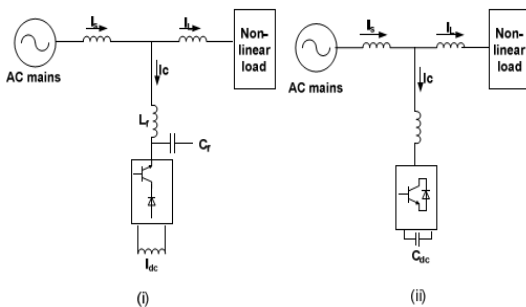 Is
IL
Non-
linear
load
AC mains
Ic
Lf
Cf
Idc
(i)
Is
IL
Non-
linear
load
AC mains
Ic
Cdc
(ii)